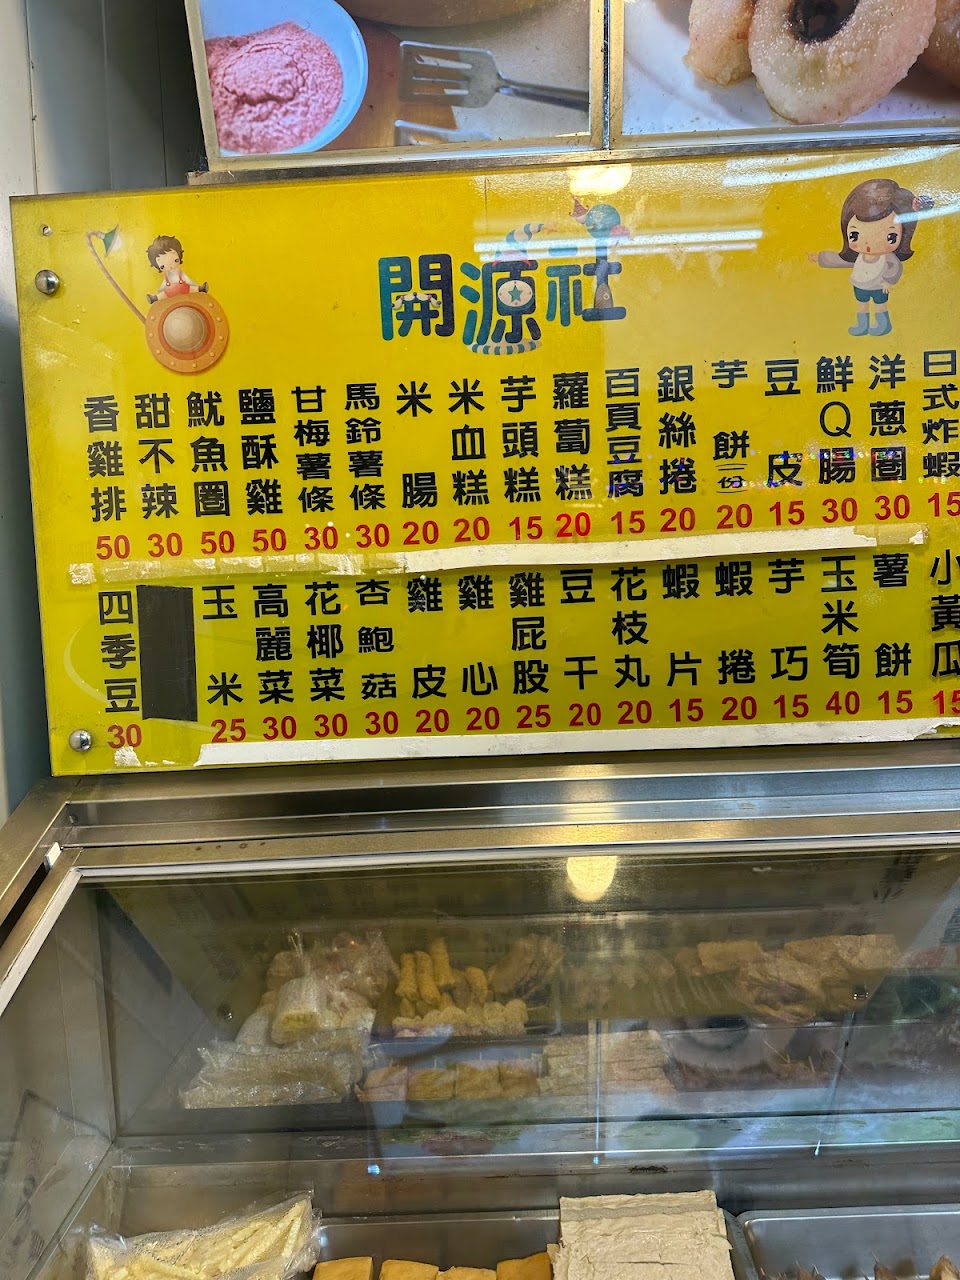 開源社
香雞排 50
甜不辣 30
魷魚圈 50
鹽酥雞 50
甘梅薯條 30
馬鈴薯條 30
米腸 20
米血糕 20
芋頭糕 15
蘿蔔糕 20
百頁豆腐 15
銀絲捲 20
芋餅(三份) 20
豆皮 15
鮮Q腸 30
洋蔥圈 30
日式炸蝦 15
四季豆 30
玉米 25
高麗菜 30
花椰菜 30
杏鮑菇 30
雞皮 20
雞心 20
雞屁股 25
豆干 20
花枝丸 20
蝦片 15
蝦捲 20
芋巧 15
玉米筍 40
薯餅 15
小黃瓜 15